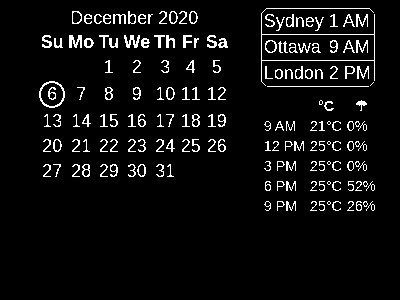 December 2020
Su Mo Tu We Th Fr Sa
1 2 3 4 5
6 7 8 9 10 11 12
13 14 15 16 17 18 19
20 21 22 23 24 25 26
27 28 29 30 31
Sydney 1 AM
Ottawa 9 AM
London 2 PM
°C ☂
9 AM 21°C 0%
12 PM 25°C 0%
3 PM 25°C 0%
6 PM 25°C 52%
9 PM 25°C 26%